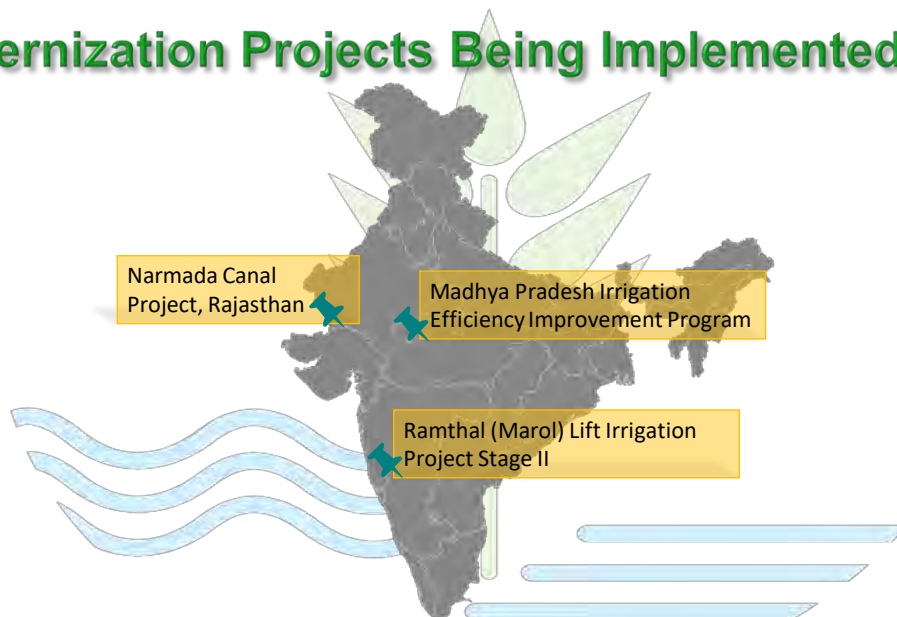 ernization Projects Being Implemented
Narmada Canal
Project, Rajasthan
Madhya Pradesh Irrigation
Efficiency Improvement Program
Ramthal (Marol) Lift Irrigation
Project Stage II